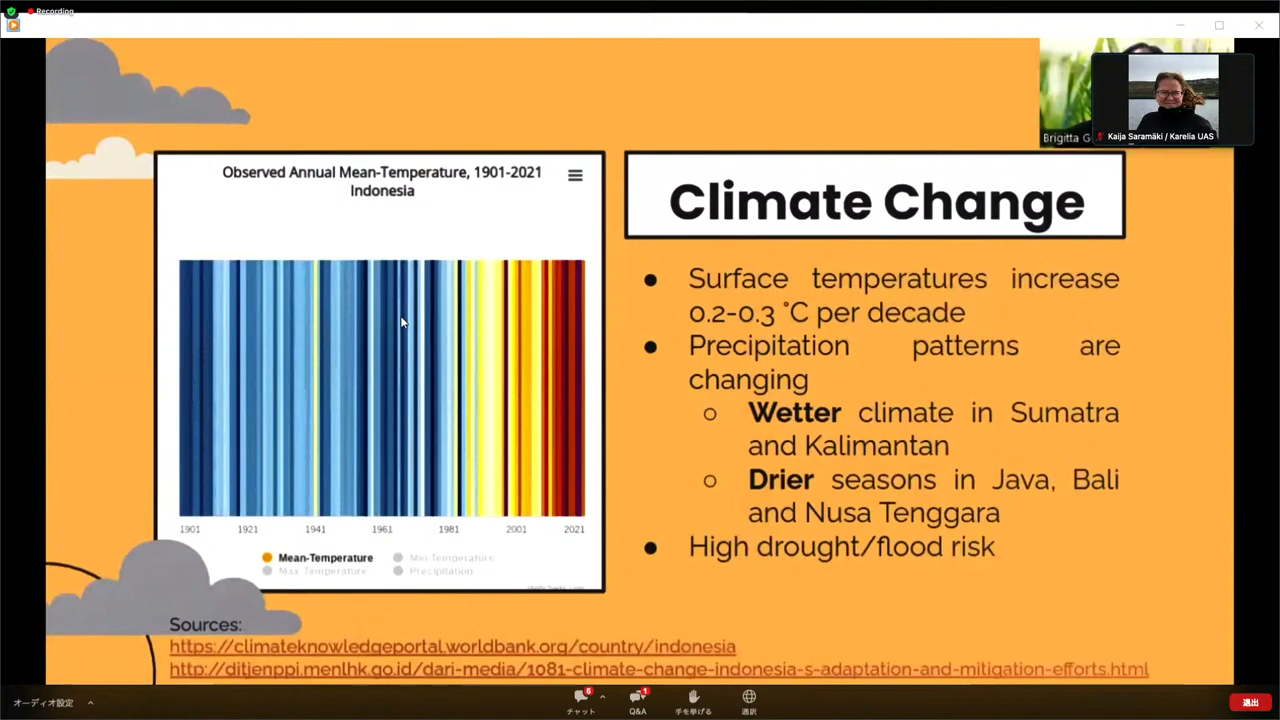 Recording
Brigitta G
Kaija Saramäki / Karelia UAS
Observed Annual Mean-Temperature, 1901-2021
Indonesia
1901
1921
1941
1961
1981
2001
2021
Mean-Temperature
Min-Temperature
Max Temperature
Precipitation
Climate Change
● Surface temperatures increase
0.2-0.3 °C per decade
● Precipitation patterns are
changing
○ Wetter climate in Sumatra
and Kalimantan
○ Drier seasons in Java, Bali
and Nusa Tenggara
● High drought/flood risk
Sources:
https://climateknowledgeportal.worldbank.org/country/indonesia
http://ditjenppi.menlhk.go.id/dari-media/1081-climate-change-indonesia-s-adaptation-and-mitigation-efforts.html
オーディオ設定
6
チャット
1
Q&A
手を挙げる
通訳
退出